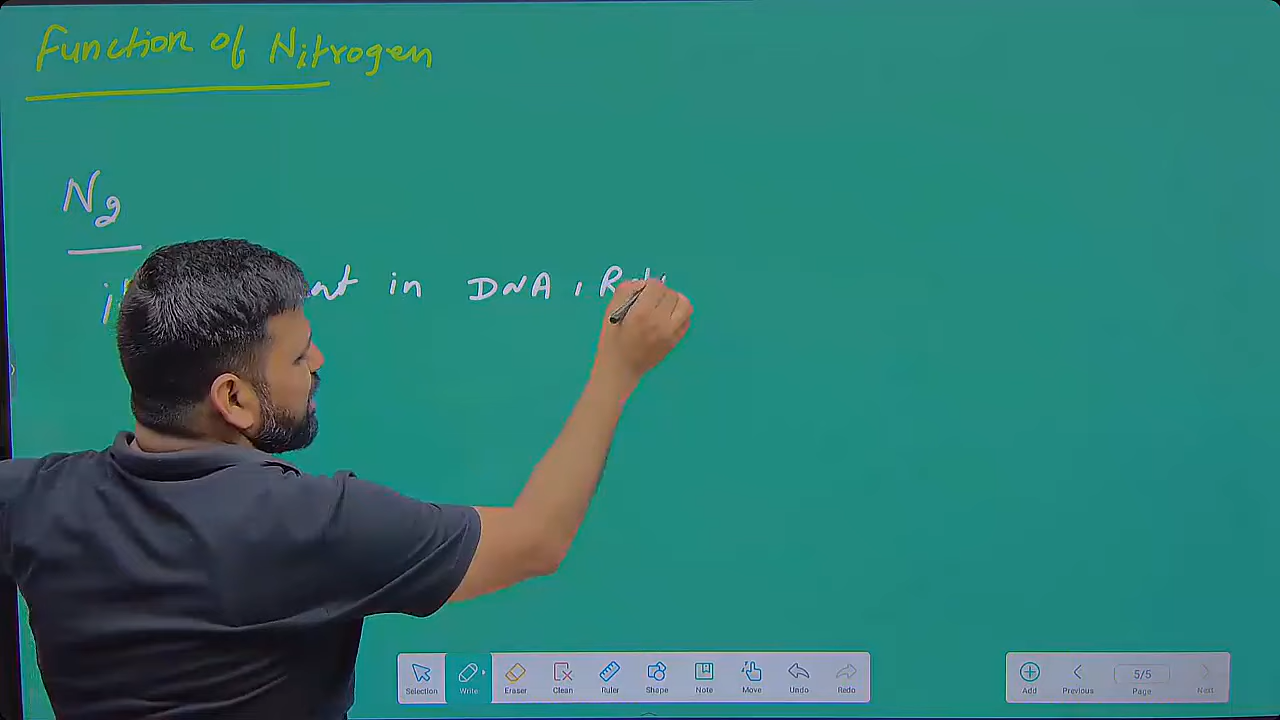 Function of Nitrogen
N2
in DNA,
Selection
Write
Eraser
Clean
Ruler
Shape
Note
Move
Undo
Redo
Add
Previous
5/5
Page
Next